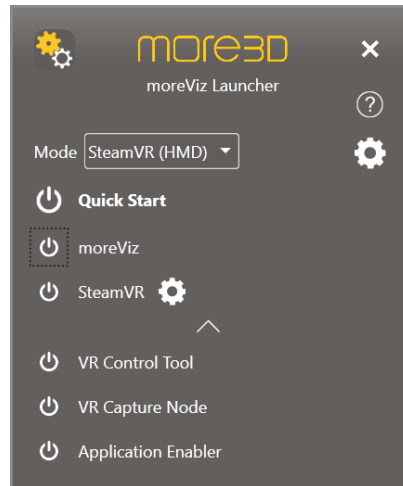 more3D
moreViz Launcher
?
Mode SteamVR (HMD)
Quick Start
moreViz
SteamVR
VR Control Tool
VR Capture Node
Application Enabler